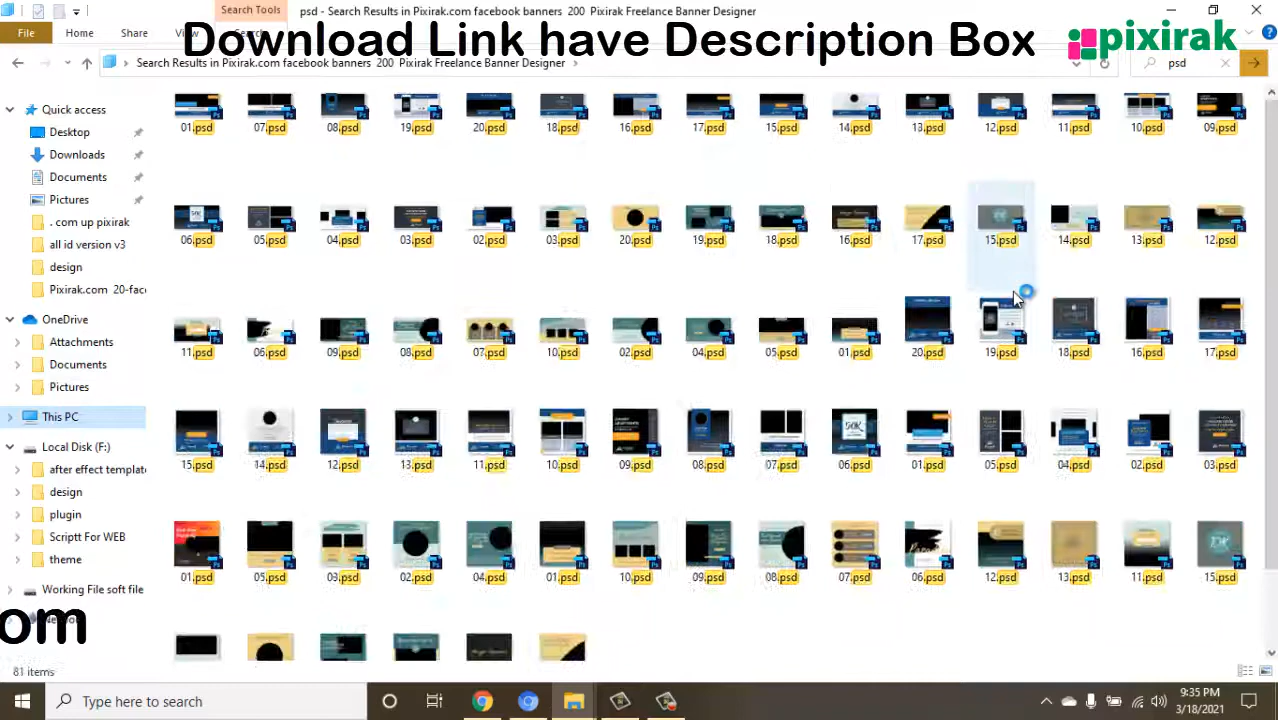 Search Tools
psd - Search Results in Pixirak.com facebook banners 200 Pixirak Freelance Banner Designer
File Home Share View Search
Download Link have Description Box
pixirak
Search Results in Pixirak.com facebook banners 200 Pixirak Freelance Banner Designer
psd
Quick access
Desktop
Downloads
Documents
Pictures
. com up pixirak
all id version v3
design
Pixirak.com 20-face
OneDrive
Attachments
Documents
Pictures
This PC
Local Disk (F:)
after effect template
design
plugin
Scriptt For WEB
theme
Working File soft file
om
01.psd 07.psd 08.psd 19.psd 20.psd 18.psd 16.psd 17.psd 15.psd 14.psd 13.psd 12.psd 11.psd 10.psd 09.psd
06.psd 05.psd 04.psd 03.psd 02.psd 03.psd 20.psd 19.psd 18.psd 16.psd 17.psd 15.psd 14.psd 13.psd 12.psd
11.psd 06.psd 09.psd 08.psd 07.psd 10.psd 02.psd 04.psd 05.psd 01.psd 20.psd 19.psd 18.psd 16.psd 17.psd
15.psd 14.psd 12.psd 13.psd 11.psd 10.psd 09.psd 08.psd 07.psd 06.psd 01.psd 05.psd 04.psd 02.psd 03.psd
01.psd 05.psd 03.psd 02.psd 04.psd 01.psd 10.psd 09.psd 08.psd 07.psd 06.psd 12.psd 13.psd 11.psd 15.psd
81 items
Type here to search
9:35 PM
3/18/2021